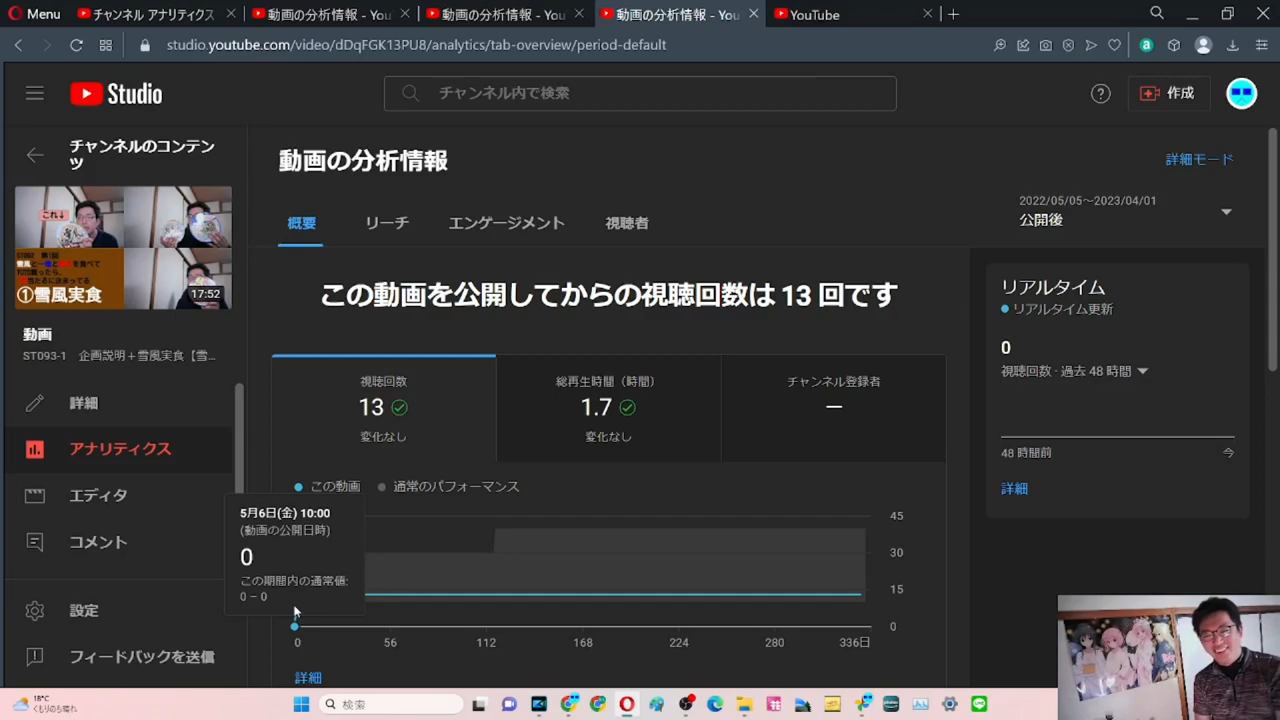 Menu
チャンネル アナリティクス
動画の分析情報 - You
動画の分析情報 - You
動画の分析情報 - You
YouTube
studio.youtube.com/video/dDqFGK13PU8/analytics/tab-overview/period-default
Studio
チャンネル内で検索
作成
チャンネルのコンテン
ツ
これ↓
①雪風実食
17:52
動画
ST093-1 企画説明＋雪風実食【雪...
詳細
アナリティクス
エディタ
コメント
設定
フィードバックを送信
動画の分析情報
詳細モード
概要
リーチ
エンゲージメント
視聴者
2022/05/05～2023/04/01
公開後
この動画を公開してからの視聴回数は 13 回です
視聴回数
13
変化なし
総再生時間（時間）
1.7
変化なし
チャンネル登録者
—
この動画
通常のパフォーマンス
5月6日(金) 10:00
(動画の公開日時)
0
この期間内の通常値:
0 – 0
45
30
15
0
0
56
112
168
224
280
336日
詳細
リアルタイム
リアルタイム更新
0
視聴回数 · 過去 48 時間
48 時間前
今
詳細
18°C
くもりのち晴れ
検索